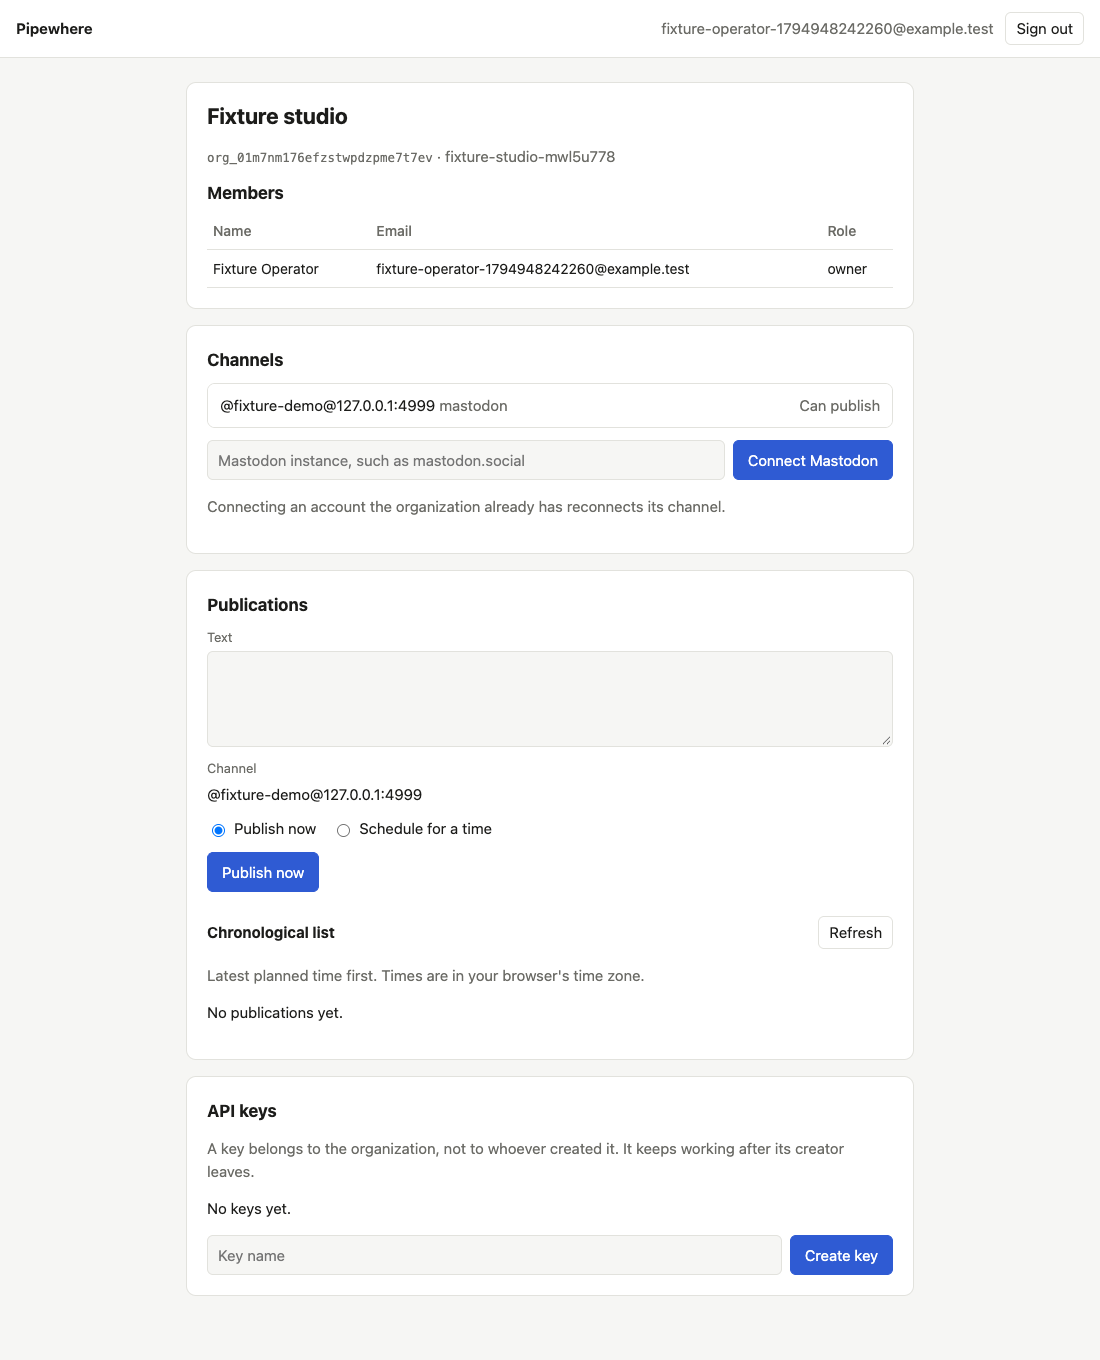 Pipewhere
fixture-operator-1794948242260@example.test
Sign out
Fixture studio
org_01m7nm176efzstwpdzpme7t7ev · fixture-studio-mwl5u778
Members
Name Email Role
Fixture Operator fixture-operator-1794948242260@example.test owner
Channels
@fixture-demo@127.0.0.1:4999 mastodon Can publish
Mastodon instance, such as mastodon.social Connect Mastodon
Connecting an account the organization already has reconnects its channel.
Publications
Text
Channel
@fixture-demo@127.0.0.1:4999
Publish now Schedule for a time
Publish now
Chronological list Refresh
Latest planned time first. Times are in your browser's time zone.
No publications yet.
API keys
A key belongs to the organization, not to whoever created it. It keeps working after its creator
leaves.
No keys yet.
Key name Create key